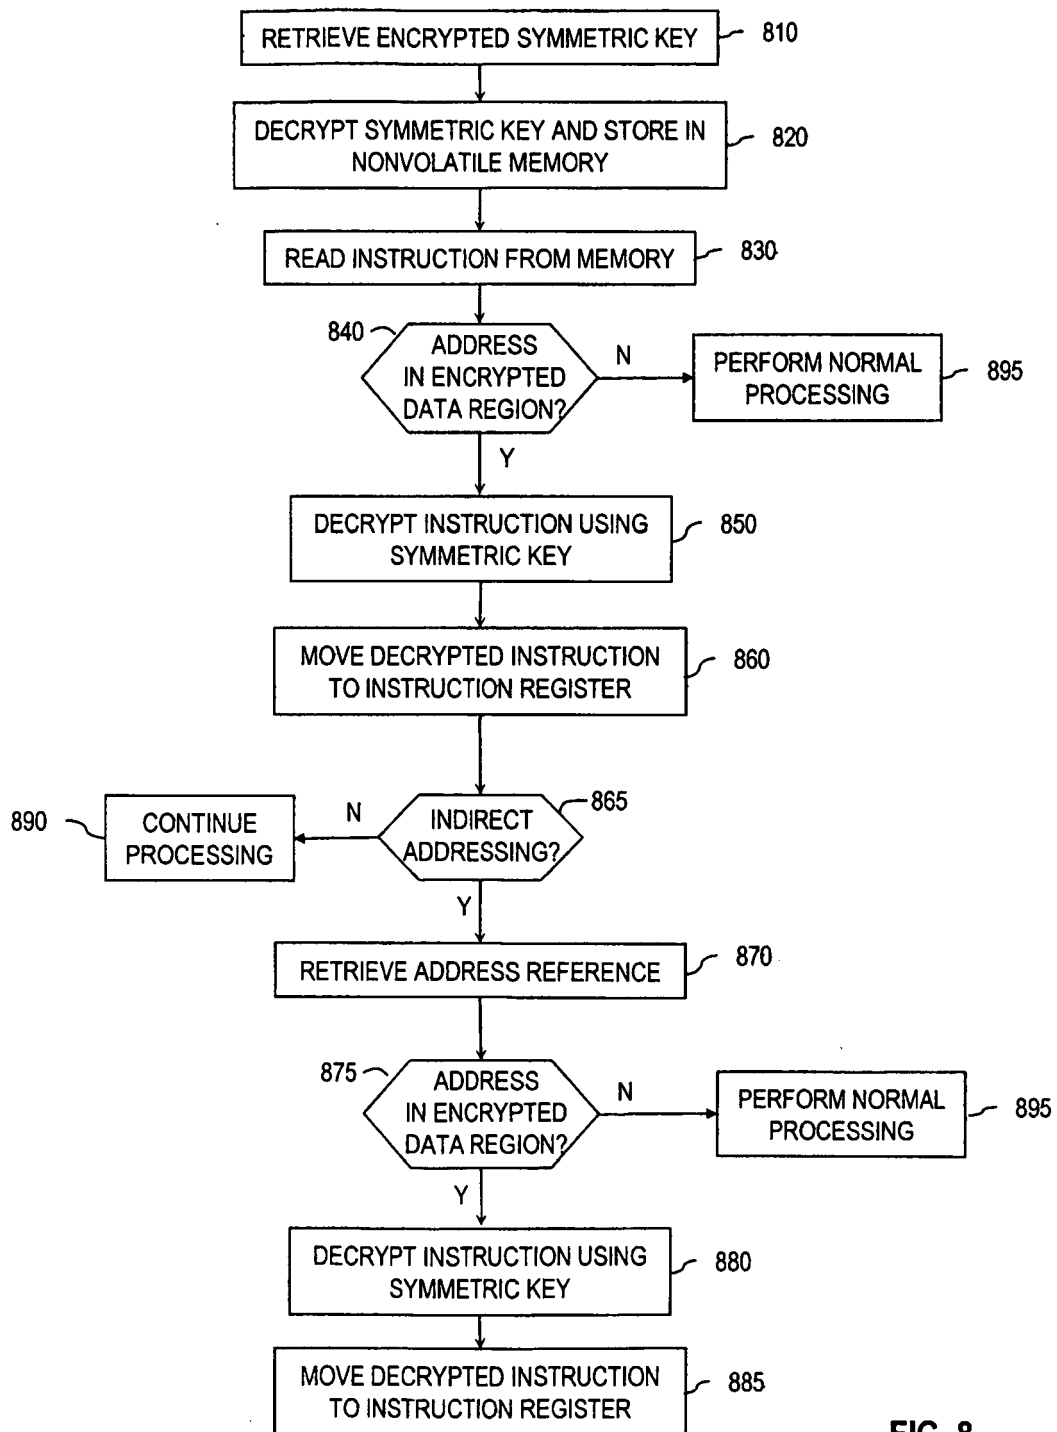 RETRIEVE ENCRYPTED SYMMETRIC KEY
810
DECRYPT SYMMETRIC KEY AND STORE IN
NONVOLATILE MEMORY
820
READ INSTRUCTION FROM MEMORY
830
840
ADDRESS
IN ENCRYPTED
DATA REGION?
N
PERFORM NORMAL
PROCESSING
895
Y
DECRYPT INSTRUCTION USING
SYMMETRIC KEY
850
MOVE DECRYPTED INSTRUCTION
TO INSTRUCTION REGISTER
860
890
CONTINUE
PROCESSING
N
INDIRECT
ADDRESSING?
865
Y
RETRIEVE ADDRESS REFERENCE
870
875
ADDRESS
IN ENCRYPTED
DATA REGION?
N
PERFORM NORMAL
PROCESSING
895
Y
DECRYPT INSTRUCTION USING
SYMMETRIC KEY
880
MOVE DECRYPTED INSTRUCTION
TO INSTRUCTION REGISTER
885
FIG. 8